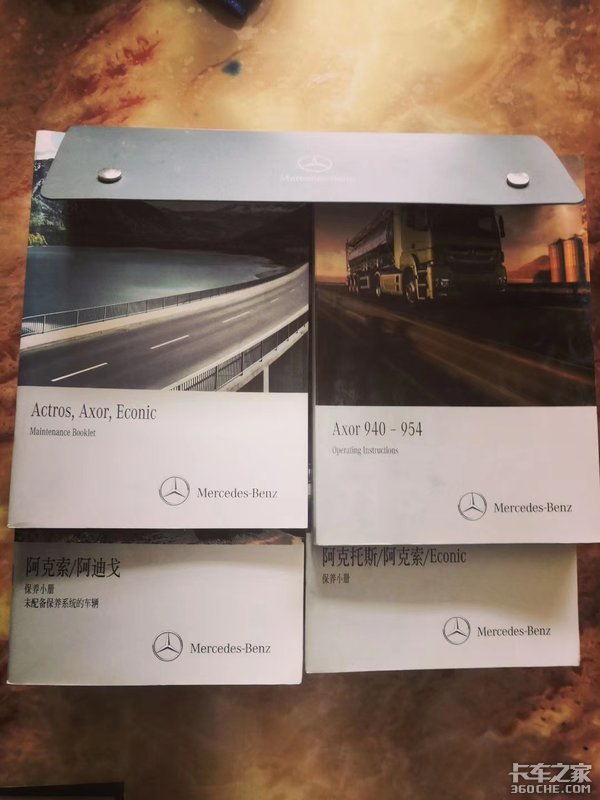 Mercedes-Benz
Actros, Axor, Econic
Maintenance Booklet
Mercedes-Benz
Axor 940 - 954
Operating Instructions
Mercedes-Benz
阿克索/阿迪戈
保养小册
未配备保养系统的车辆
Mercedes-Benz
阿克托斯/阿克索/Econic
保养小册
Mercedes-Benz
卡车之家
360CHE.COM